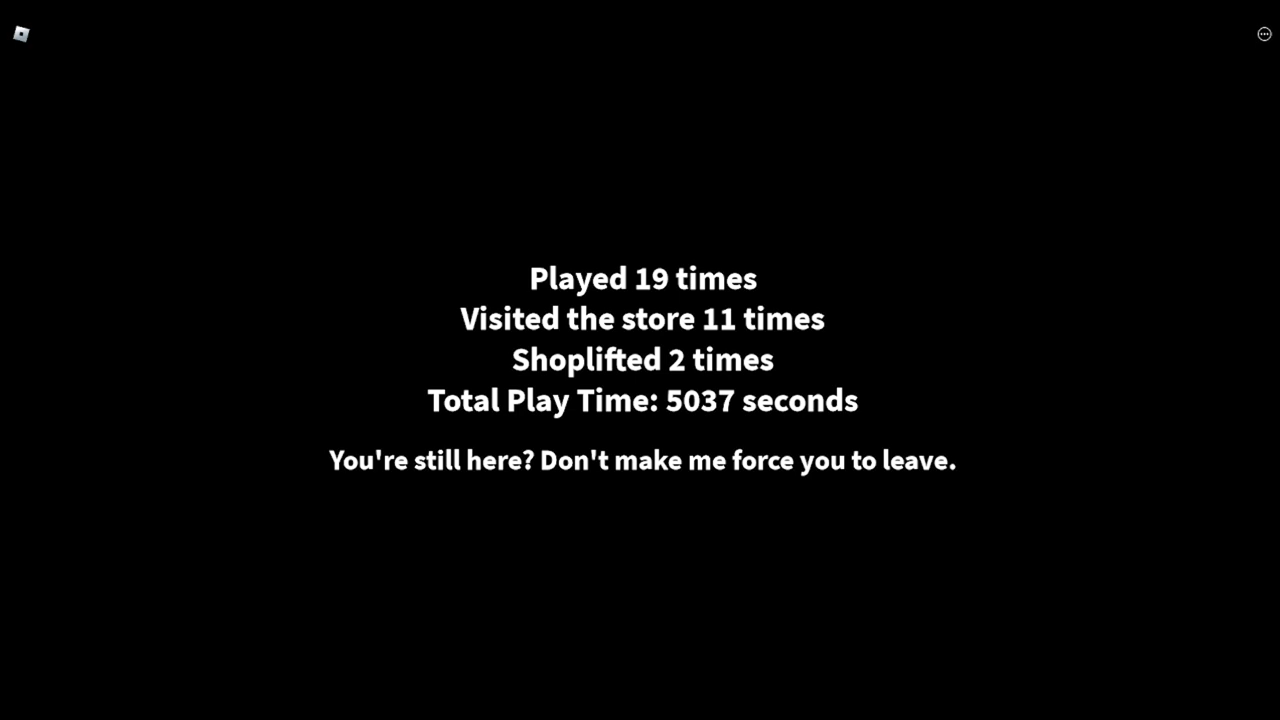 Played 19 times
Visited the store 11 times
Shoplifted 2 times
Total Play Time: 5037 seconds
You're still here? Don't make me force you to leave.